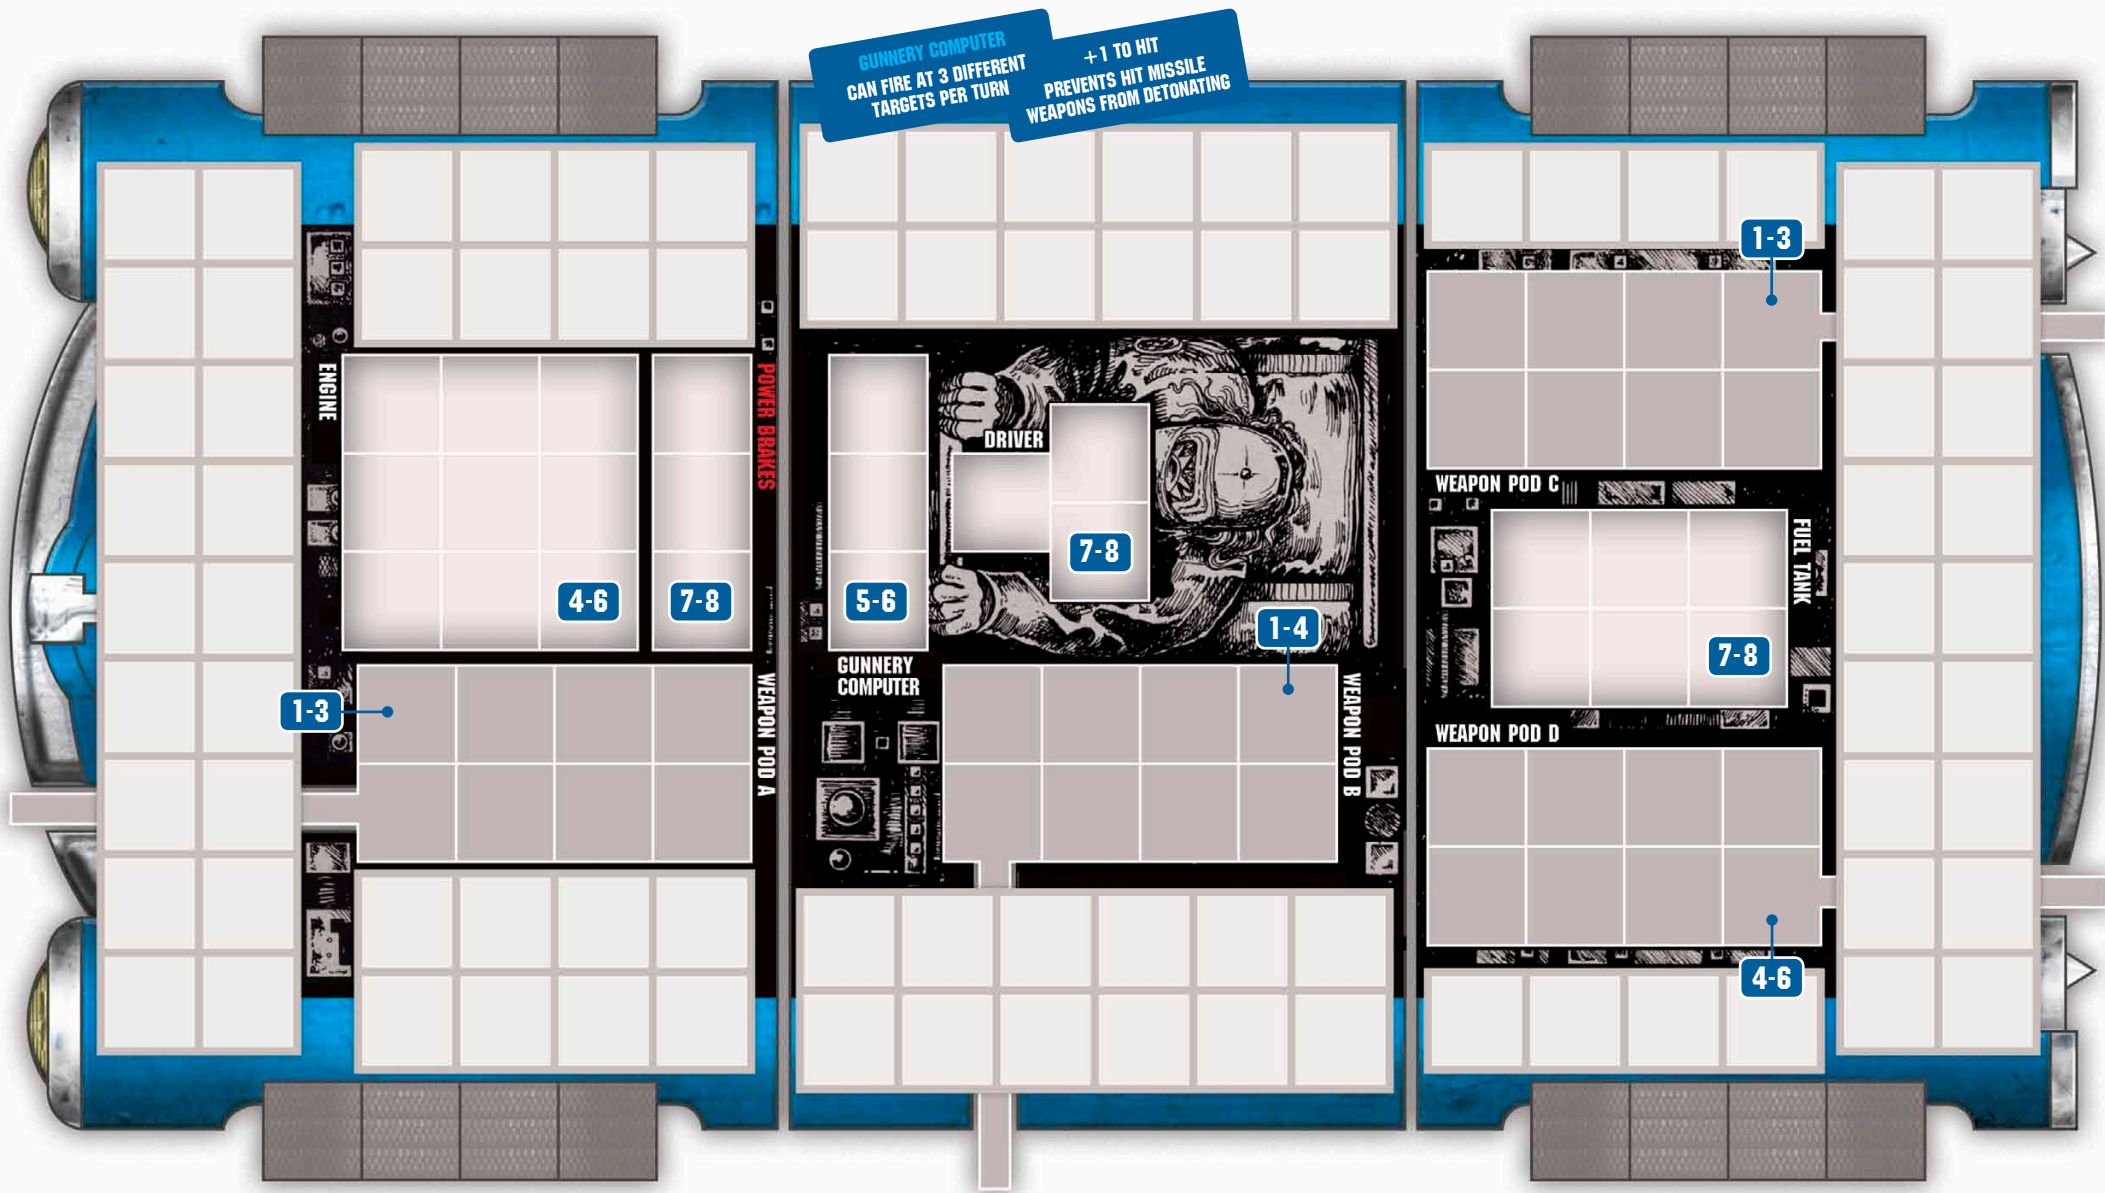 GUNNERY COMPUTER
CAN FIRE AT 3 DIFFERENT
TARGETS PER TURN
+1 TO HIT
PREVENTS HIT MISSILE
WEAPONS FROM DETONATING
ENGINE
4-6
POWER BRAKES
7-8
1-3
WEAPON POD A
DRIVER
7-8
5-6
GUNNERY
COMPUTER
1-4
WEAPON POD B
1-3
WEAPON POD C
FUEL TANK
7-8
WEAPON POD D
4-6